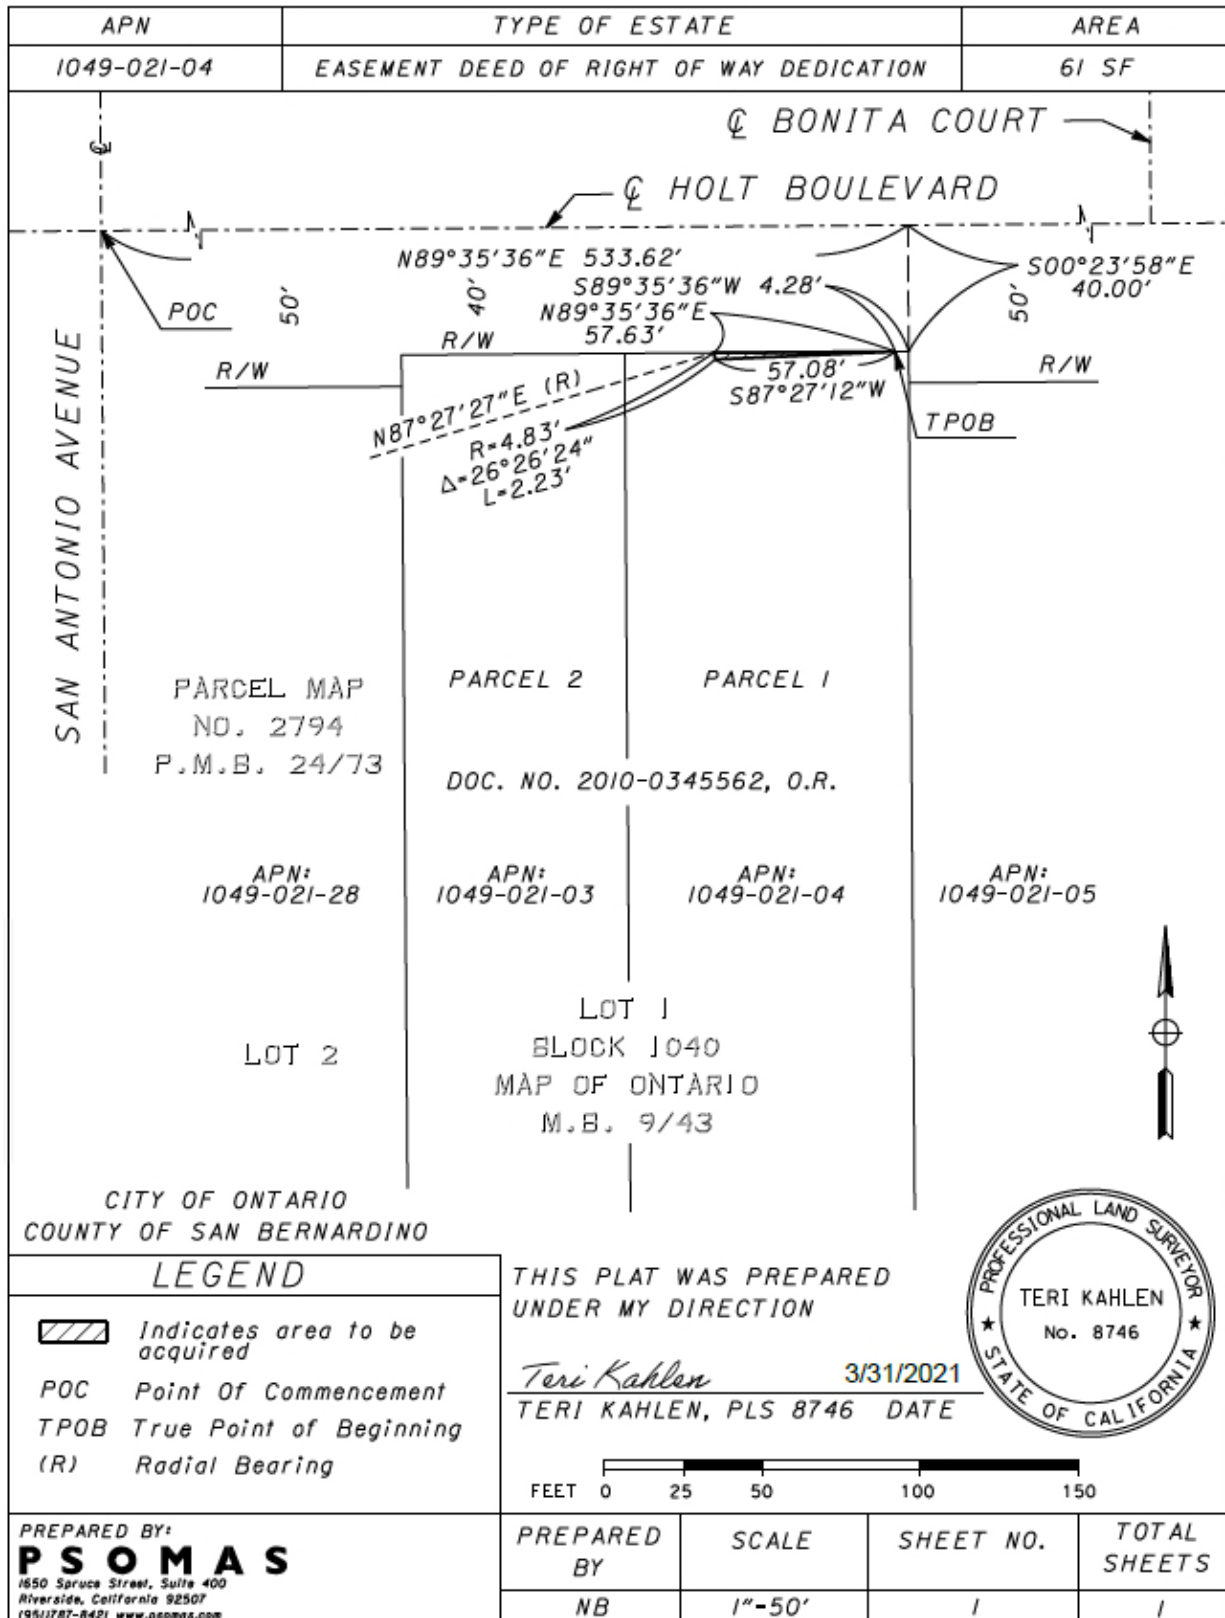 APN TYPE OF ESTATE AREA
1049-021-04 EASEMENT DEED OF RIGHT OF WAY DEDICATION 61 SF
℄ BONITA COURT
℄
℄ HOLT BOULEVARD
N89°35'36"E 533.62'
S00°23'58"E
40.00'
S89°35'36"W 4.28'
POC
50'
40'
N89°35'36"E
57.63'
50'
R/W
R/W
R/W
57.08'
S87°27'12"W
N87°27'27"E (R)
TPOB
R=4.83'
Δ=26°26'24"
L=2.23'
SAN ANTONIO AVENUE
PARCEL MAP
NO. 2794
P.M.B. 24/73
PARCEL 2
PARCEL 1
DOC. NO. 2010-0345562, O.R.
APN:
1049-021-28
APN:
1049-021-03
APN:
1049-021-04
APN:
1049-021-05
LOT 2
LOT 1
BLOCK 1040
MAP OF ONTARIO
M.B. 9/43
CITY OF ONTARIO
COUNTY OF SAN BERNARDINO
LEGEND
Indicates area to be
acquired
POC Point Of Commencement
TPOB True Point of Beginning
(R) Radial Bearing
THIS PLAT WAS PREPARED
UNDER MY DIRECTION
Teri Kahlen 3/31/2021
TERI KAHLEN, PLS 8746 DATE
PROFESSIONAL LAND SURVEYOR
TERI KAHLEN
No. 8746
★ STATE OF CALIFORNIA ★
FEET 0 25 50 100 150
PREPARED BY:
PSOMAS
1650 Spruce Street, Suite 400
Riverside, California 92507
(951)787-8421 www.psomas.com
PREPARED BY SCALE SHEET NO. TOTAL SHEETS
NB 1"=50' 1 1